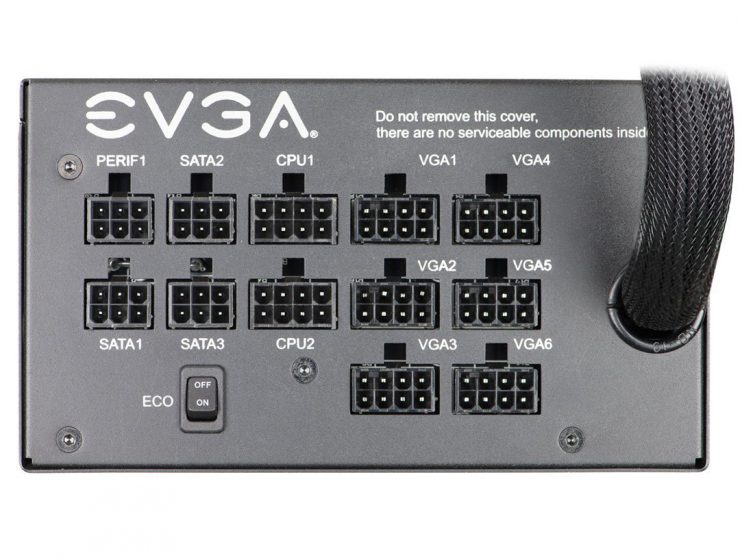 EVGA®
Do not remove this cover,
there are no serviceable components inside
PERIF1 SATA2 CPU1 VGA1 VGA4
VGA2 VGA5
SATA1 SATA3 CPU2 VGA3 VGA6
ECO
OFF
ON